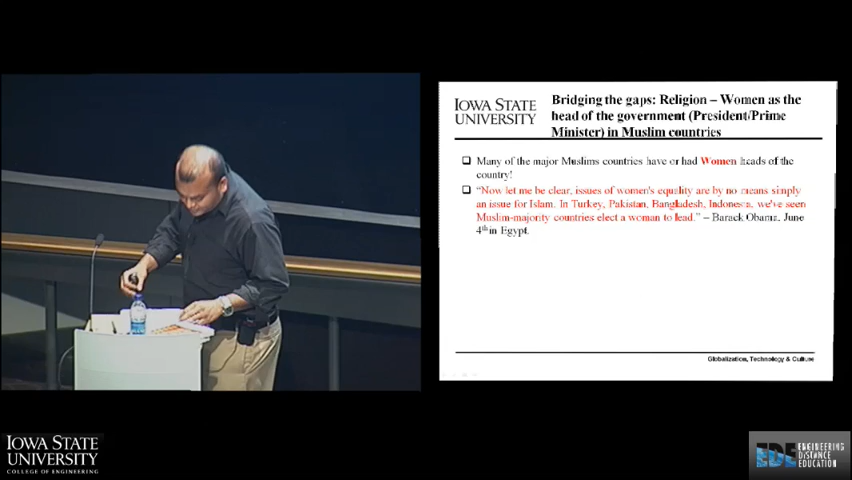 IOWA STATE
UNIVERSITY
Bridging the gaps: Religion – Women as the
head of the government (President/Prime
Minister) in Muslim countries
Many of the major Muslims countries have or had Women heads of the
country!
“Now let me be clear, issues of women's equality are by no means simply
an issue for Islam. In Turkey, Pakistan, Bangladesh, Indonesia, we've seen
Muslim-majority countries elect a woman to lead.” – Barack Obama, June
4th in Egypt.
Globalization, Technology & Culture
IOWA STATE
UNIVERSITY
COLLEGE OF ENGINEERING
EDE ENGINEERING
DISTANCE
EDUCATION